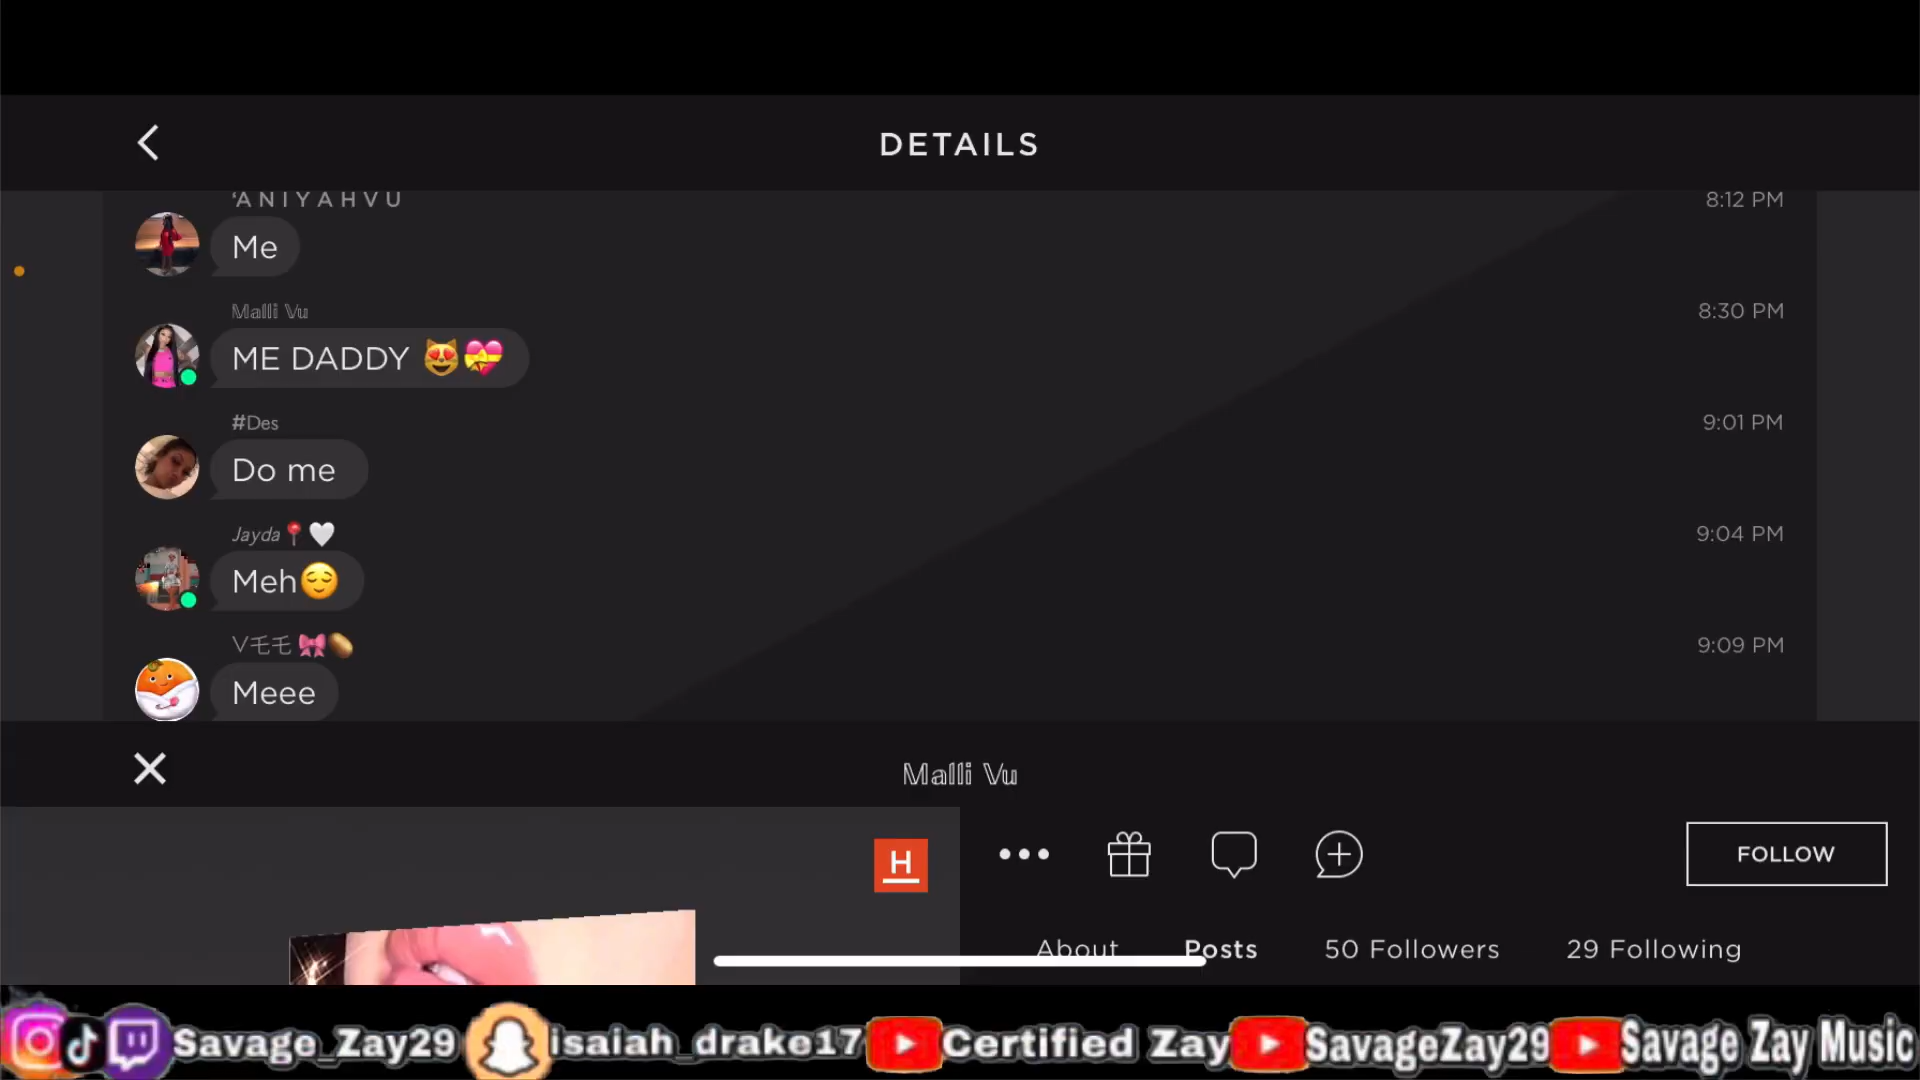 DETAILS
'ANIYAHVU 8:12 PM
Me
Malli Vu 8:30 PM
ME DADDY 😻💝
#Des 9:01 PM
Do me
Jayda📍🤍 9:04 PM
Meh😌
V モモ 🎀🥔 9:09 PM
Meee
Malli Vu
H
FOLLOW
About Posts 50 Followers 29 Following
Savage_Zay29 isaiah_drake17 Certified Zay SavageZay29 Savage Zay Music